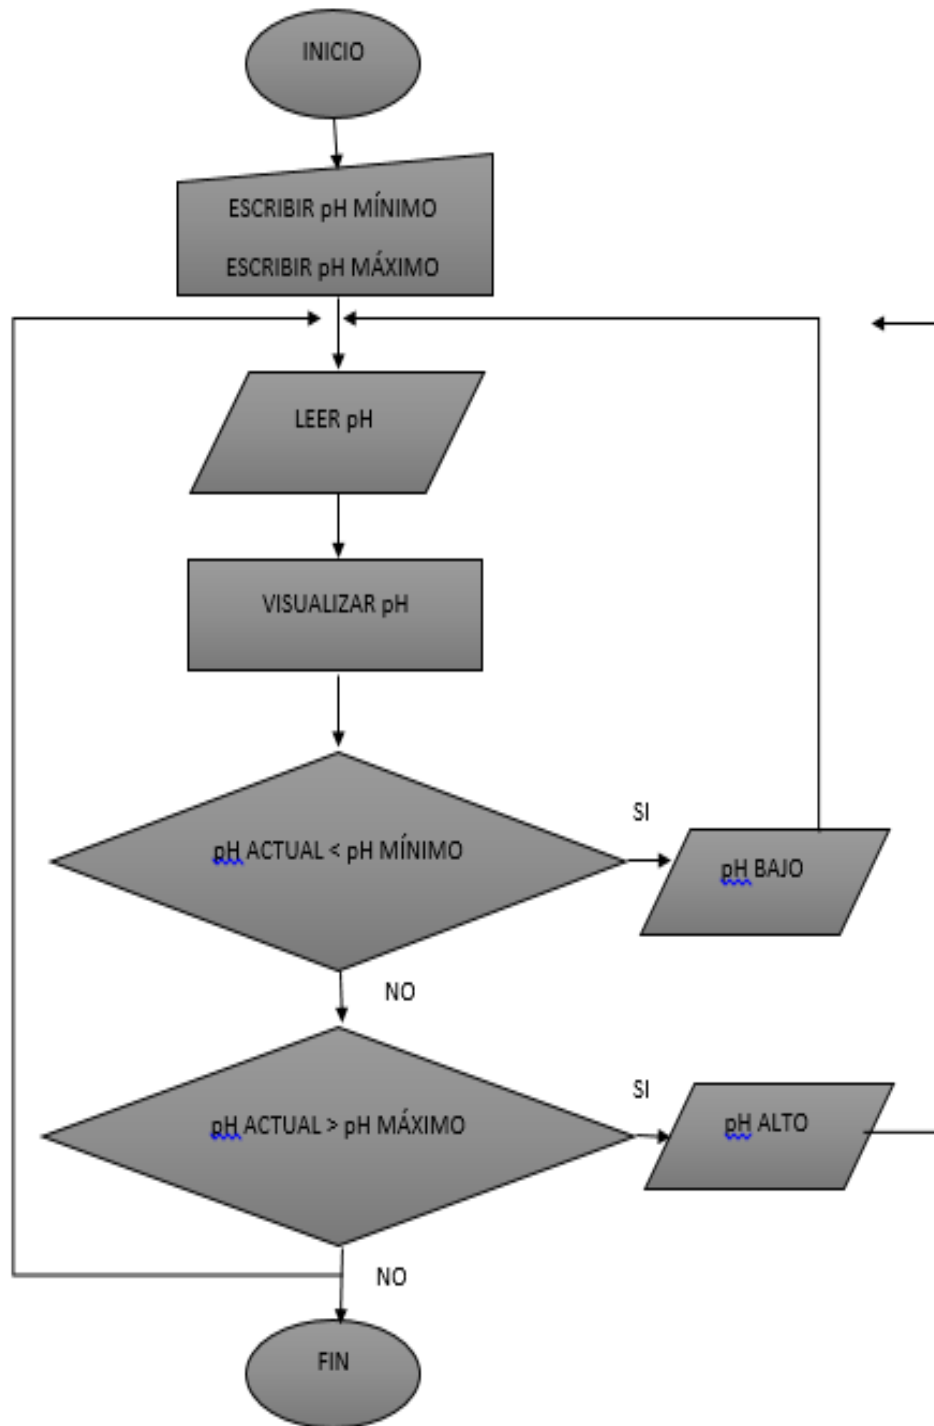 INICIO
ESCRIBIR pH MÍNIMO
ESCRIBIR pH MÁXIMO
LEER pH
VISUALIZAR pH
pH ACTUAL < pH MÍNIMO
SI
pH BAJO
NO
pH ACTUAL > pH MÁXIMO
SI
pH ALTO
NO
FIN